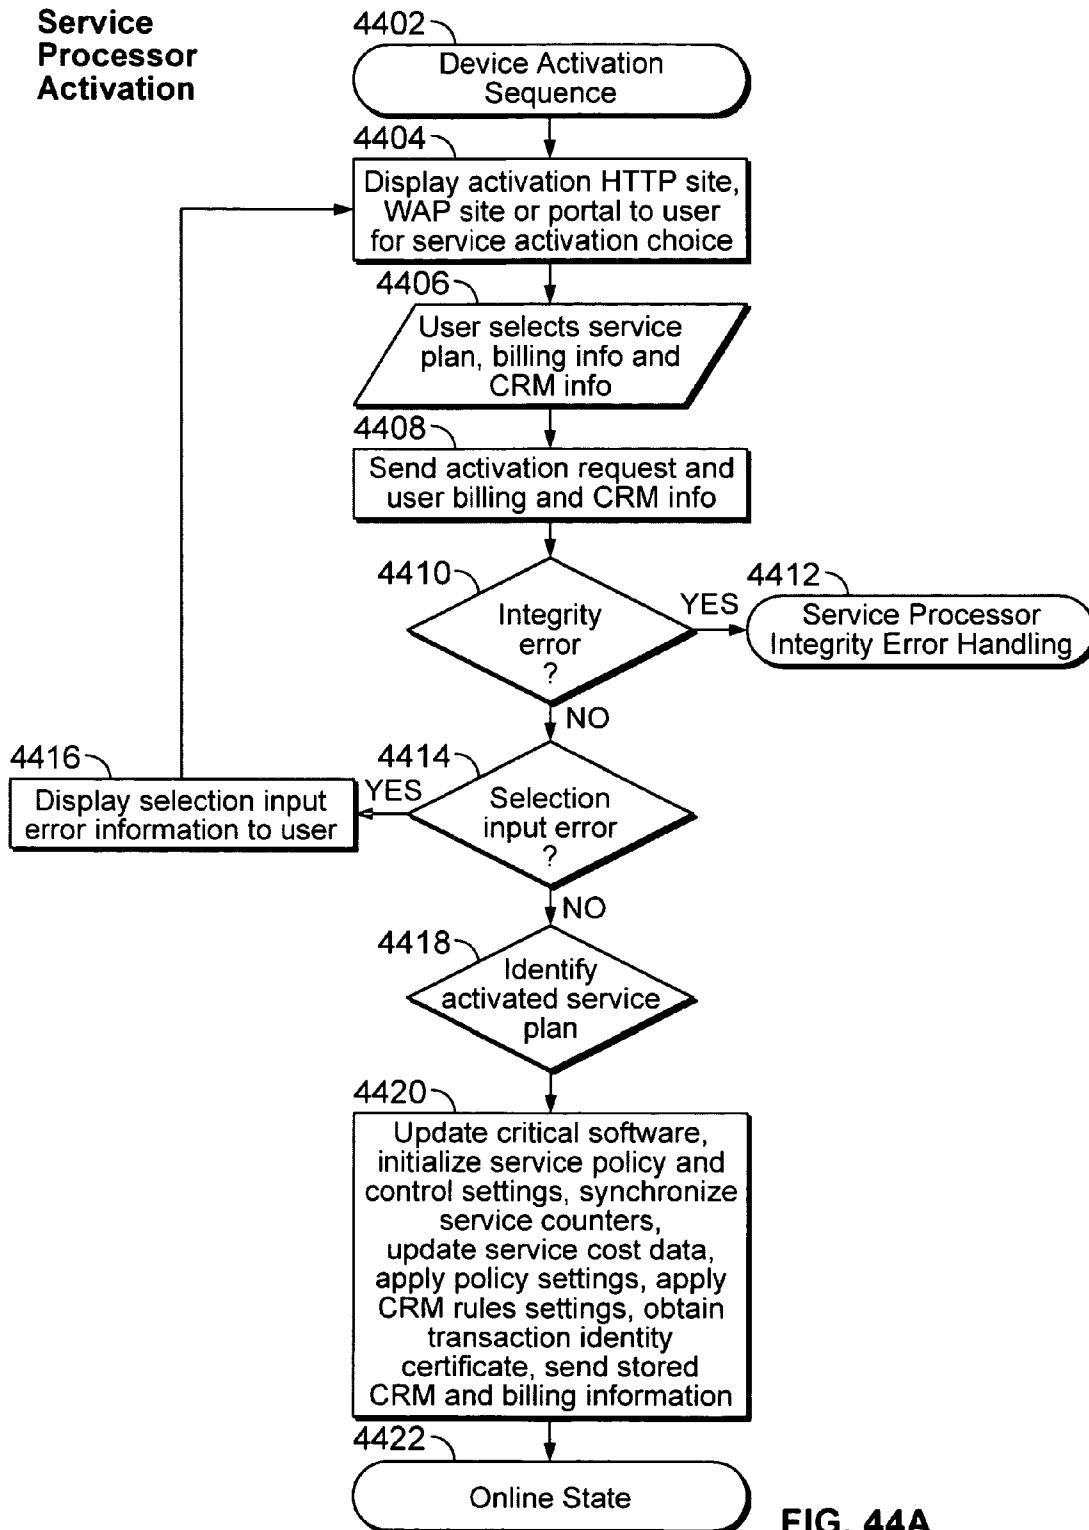 Service
Processor
Activation
4402
Device Activation
Sequence
4404
Display activation HTTP site,
WAP site or portal to user
for service activation choice
4406
User selects service
plan, billing info and
CRM info
4408
Send activation request and
user billing and CRM info
4410
Integrity
error
?
YES
4412
Service Processor
Integrity Error Handling
NO
4414
Selection
input error
?
YES
4416
Display selection input
error information to user
NO
4418
Identify
activated service
plan
4420
Update critical software,
initialize service policy and
control settings, synchronize
service counters,
update service cost data,
apply policy settings, apply
CRM rules settings, obtain
transaction identity
certificate, send stored
CRM and billing information
4422
Online State
FIG. 44A